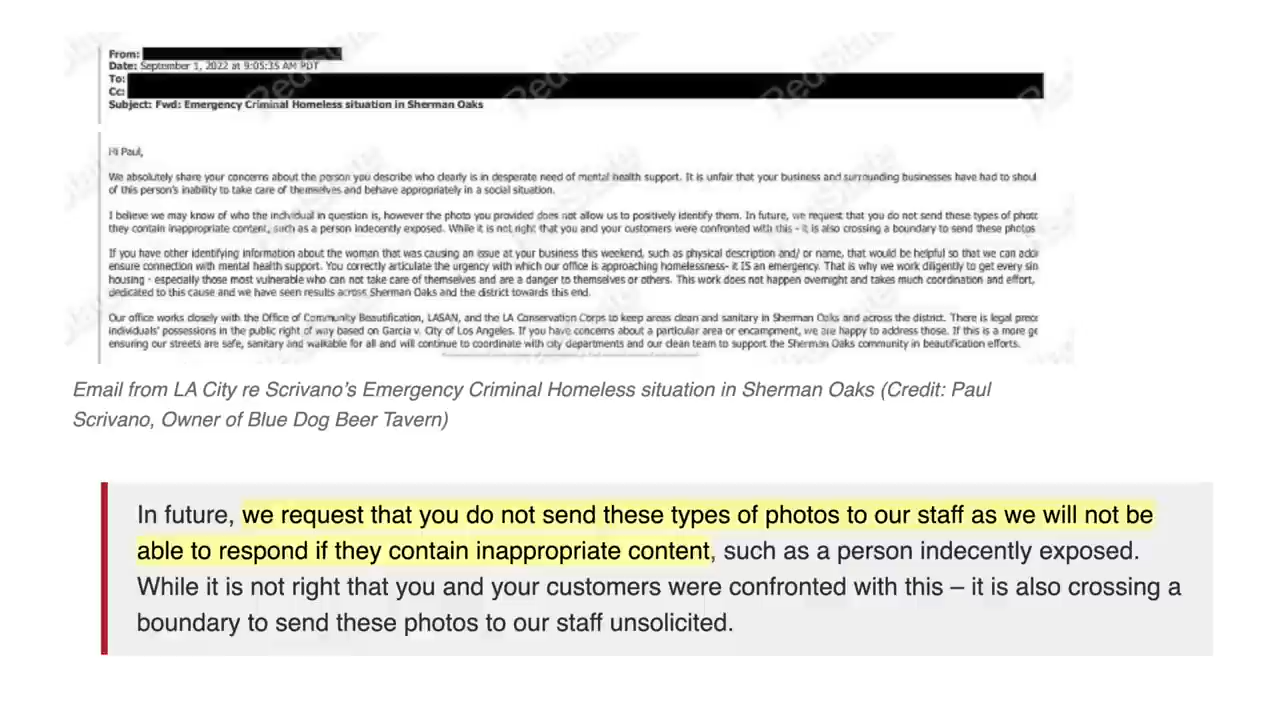 From:
Date: September 1, 2022 at 9:05:35 AM PDT
To:
Cc:
Subject: Fwd: Emergency Criminal Homeless situation in Sherman Oaks
Hi Paul,
We absolutely share your concerns about the person you describe who clearly is in desperate need of mental health support. It is unfair that your business and surrounding businesses have had to shoul
of this person's inability to take care of themselves and behave appropriately in a social situation.
I believe we may know of who the individual in question is, however the photo you provided does not allow us to positively identify them. In future, we request that you do not send these types of photo
they contain inappropriate content, such as a person indecently exposed. While it is not right that you and your customers were confronted with this - it is also crossing a boundary to send these photos
If you have other identifying information about the woman that was causing an issue at your business this weekend, such as physical description and/ or name, that would be helpful so that we can add
ensure connection with mental health support. You correctly articulate the urgency with which our office is approaching homelessness- it IS an emergency. That is why we work diligently to get every sin
housing - especially those most vulnerable who can not take care of themselves and are a danger to themselves or others. This work does not happen overnight and takes much coordination and effort,
dedicated to this cause and we have seen results across Sherman Oaks and the district towards this end.
Our office works closely with the Office of Community Beautification, LASAN, and the LA Conservation Corps to keep areas clean and sanitary in Sherman Oaks and across the district. There is legal prec
individuals' possessions in the public right of way based on Garcia v. City of Los Angeles. If you have concerns about a particular area or encampment, we are happy to address those. If this is a more ge
ensuring our streets are safe, sanitary and walkable for all and will continue to coordinate with city departments and our clean team to support the Sherman Oaks community in beautification efforts.
Email from LA City re Scrivano's Emergency Criminal Homeless situation in Sherman Oaks (Credit: Paul
Scrivano, Owner of Blue Dog Beer Tavern)
In future, we request that you do not send these types of photos to our staff as we will not be
able to respond if they contain inappropriate content, such as a person indecently exposed.
While it is not right that you and your customers were confronted with this – it is also crossing a
boundary to send these photos to our staff unsolicited.